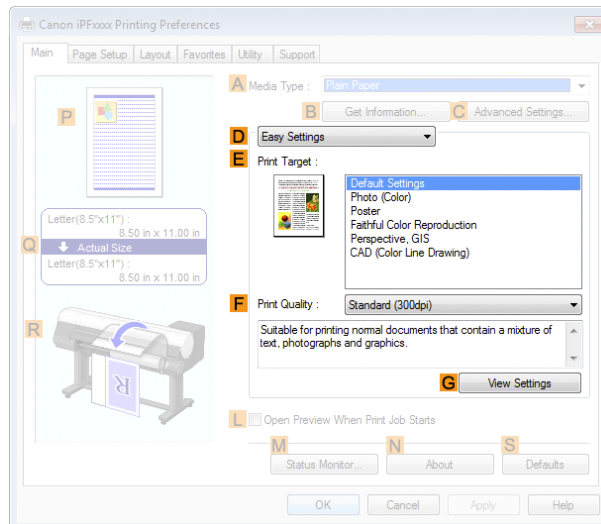 Canon iPFxxxx Printing Preferences
Main Page Setup Layout Favorites Utility Support
A Media Type : Plain Paper
B Get Information... C Advanced Settings...
P
D Easy Settings
E Print Target :
Default Settings
Photo (Color)
Poster
Faithful Color Reproduction
Perspective, GIS
CAD (Color Line Drawing)
Letter(8.5"x11") :
8.50 in x 11.00 in
Q Actual Size
Letter(8.5"x11") :
8.50 in x 11.00 in
F Print Quality : Standard (300dpi)
Suitable for printing normal documents that contain a mixture of
text, photographs and graphics.
R
R
G View Settings
L Open Preview When Print Job Starts
M N S
Status Monitor... About Defaults
OK Cancel Apply Help